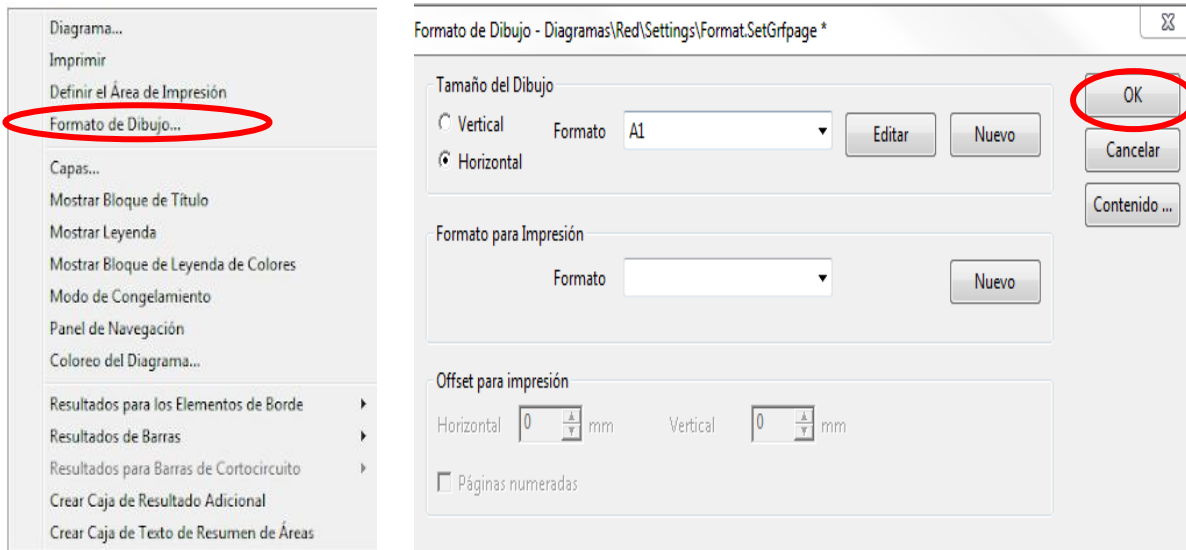 Diagrama...
Imprimir
Definir el Área de Impresión
Formato de Dibujo...
Capas...
Mostrar Bloque de Título
Mostrar Leyenda
Mostrar Bloque de Leyenda de Colores
Modo de Congelamiento
Panel de Navegación
Coloreo del Diagrama...
Resultados para los Elementos de Borde
Resultados de Barras
Resultados para Barras de Cortocircuito
Crear Caja de Resultado Adicional
Crear Caja de Texto de Resumen de Áreas
Formato de Dibujo - Diagramas\Red\Settings\Format.SetGrfpage *
Tamaño del Dibujo
Vertical
Horizontal
Formato A1 Editar Nuevo
Formato para Impresión
Formato Nuevo
Offset para impresión
Horizontal 0 mm Vertical 0 mm
Páginas numeradas
OK
Cancelar
Contenido ...